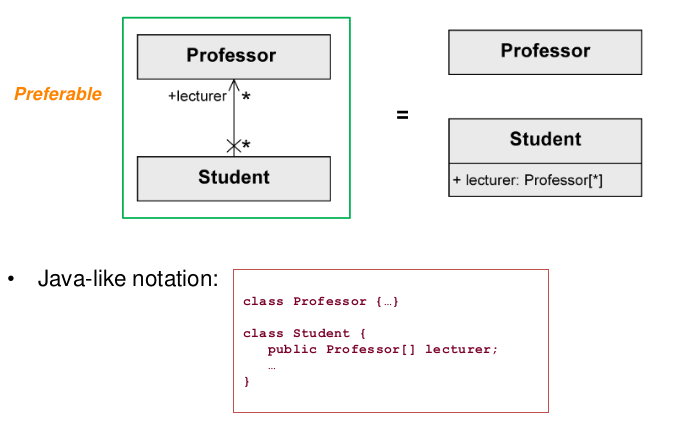 Professor
Professor
Preferable
+lecturer
*
=
*
Student
Student
+ lecturer: Professor[*]
• Java-like notation:
class Professor {…}
class Student {
public Professor[] lecturer;
…
}